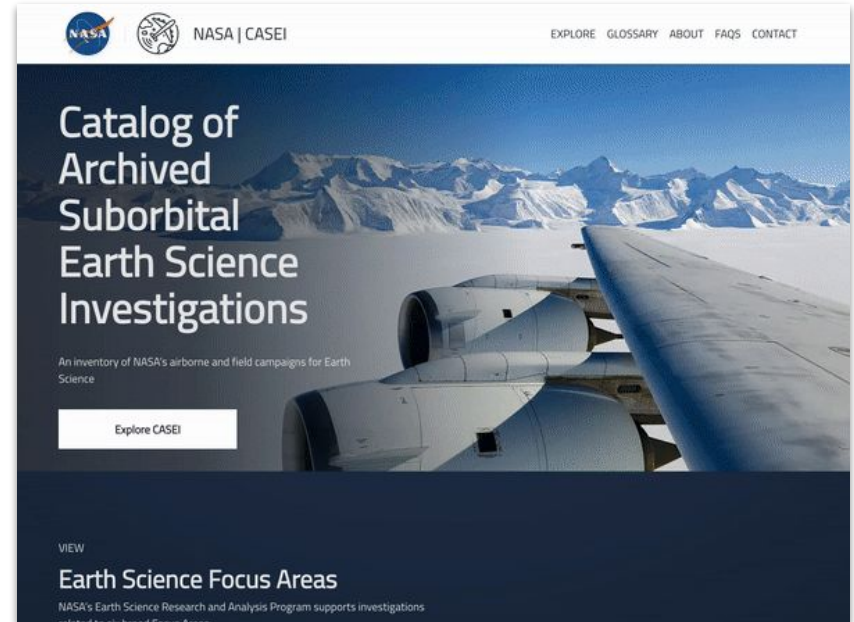 NASA
NASA | CASEI
EXPLORE GLOSSARY ABOUT FAQS CONTACT
Catalog of
Archived
Suborbital
Earth Science
Investigations
An inventory of NASA's airborne and field campaigns for Earth
Science
Explore CASEI
VIEW
Earth Science Focus Areas
NASA's Earth Science Research and Analysis Program supports investigations